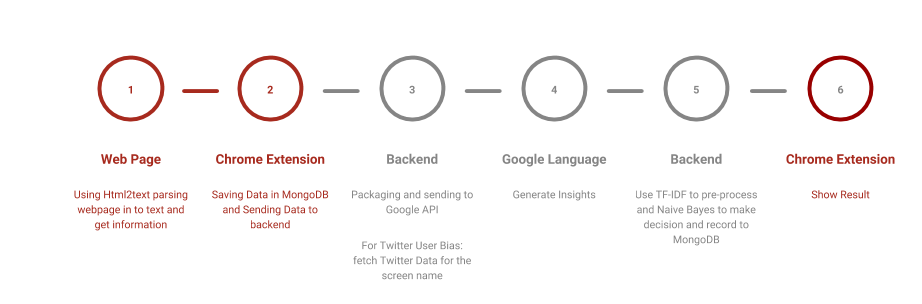 1
2
3
4
5
6
Web Page
Chrome Extension
Backend
Google Language
Backend
Chrome Extension
Using Html2text parsing
webpage in to text and
get information
Saving Data in MongoDB
and Sending Data to
backend
Packaging and sending to
Google API
For Twitter User Bias:
fetch Twitter Data for the
screen name
Generate Insights
Use TF-IDF to pre-process
and Naive Bayes to make
decision and record to
MongoDB
Show Result